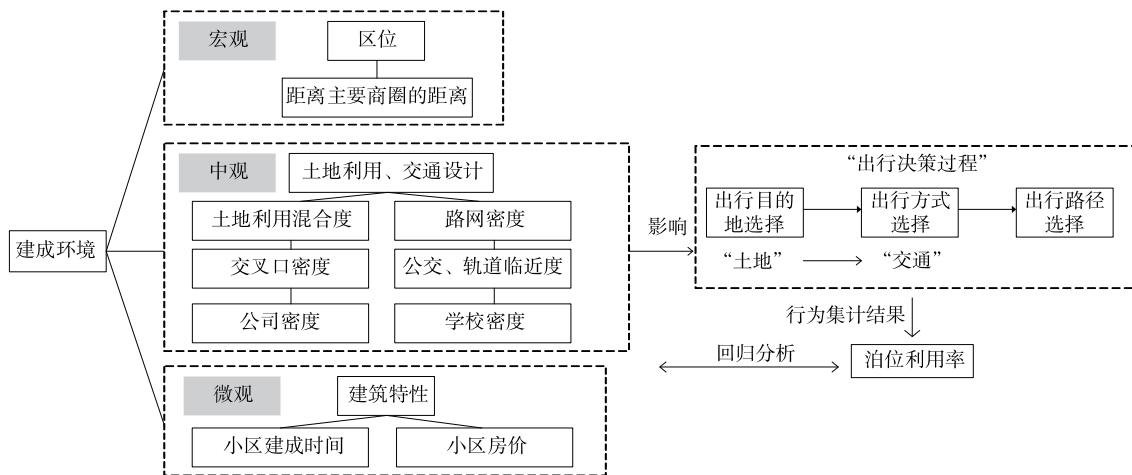 宏观
区位
距离主要商圈的距离
中观
土地利用、交通设计
土地利用混合度
路网密度
交叉口密度
公交、轨道临近度
公司密度
学校密度
建成环境
微观
建筑特性
小区建成时间
小区房价
影响
“出行决策过程”
出行目的
地选择
出行方式
选择
出行路径
选择
“土地”
“交通”
行为集计结果
回归分析
泊位利用率